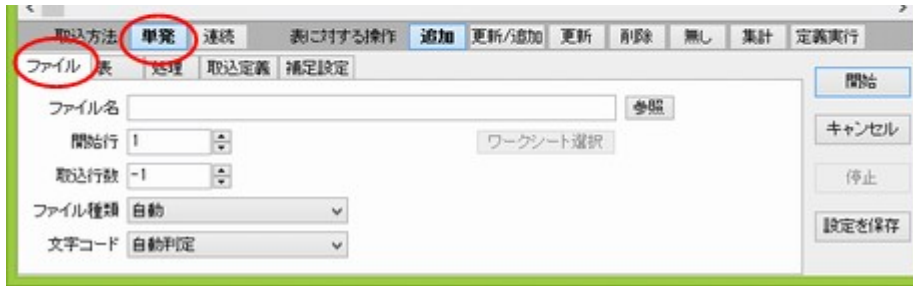 取込方法 単発 連続 表に対する操作 追加 更新/追加 更新 削除 無し 集計 定義実行
ファイル 表 処理 取込定義 補足設定
開始
ファイル名 参照
キャンセル
開始行 1 ワークシート選択
取込行数 -1
停止
ファイル種類 自動
設定を保存
文字コード 自動判定